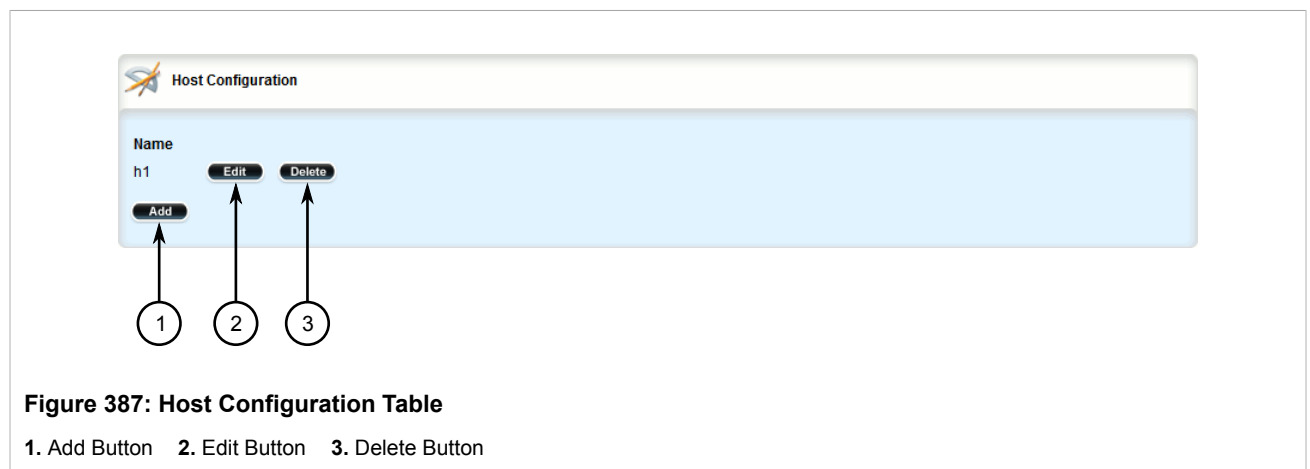 Host Configuration
Name
h1 Edit Delete
Add
1 2 3
Figure 387: Host Configuration Table
1. Add Button 2. Edit Button 3. Delete Button